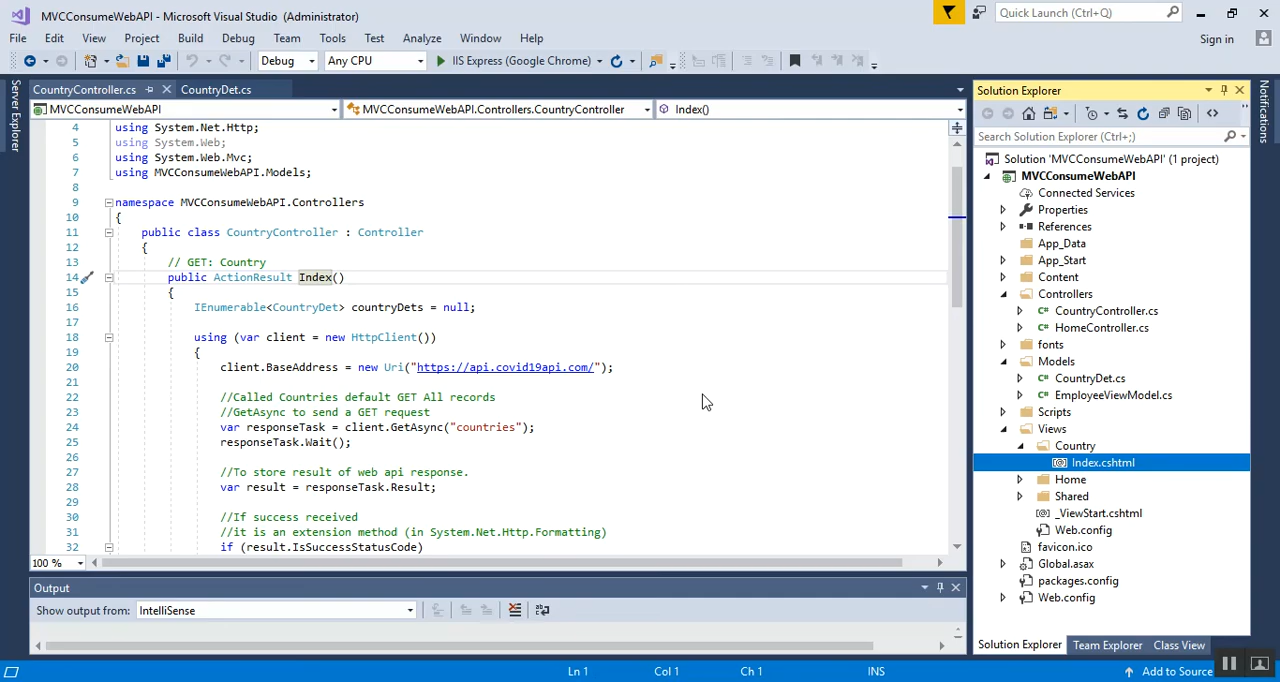 MVCConsumeWebAPI - Microsoft Visual Studio (Administrator)
Quick Launch (Ctrl+Q)
File Edit View Project Build Debug Team Tools Test Analyze Window Help
Sign in
Debug Any CPU IIS Express (Google Chrome)
Server Explorer
CountryController.cs CountryDet.cs
MVCConsumeWebAPI MVCConsumeWebAPI.Controllers.CountryController Index()
4 using System.Net.Http;
5 using System.Web;
6 using System.Web.Mvc;
7 using MVCConsumeWebAPI.Models;
8
9 namespace MVCConsumeWebAPI.Controllers
10 {
11 public class CountryController : Controller
12 {
13 // GET: Country
14 public ActionResult Index()
15 {
16 IEnumerable<CountryDet> countryDets = null;
17
18 using (var client = new HttpClient())
19 {
20 client.BaseAddress = new Uri("https://api.covid19api.com/");
21
22 //Called Countries default GET All records
23 //GetAsync to send a GET request
24 var responseTask = client.GetAsync("countries");
25 responseTask.Wait();
26
27 //To store result of web api response.
28 var result = responseTask.Result;
29
30 //If success received
31 //it is an extension method (in System.Net.Http.Formatting)
32 if (result.IsSuccessStatusCode)
100 %
Output
Show output from: IntelliSense
Solution Explorer
Search Solution Explorer (Ctrl+;)
Solution 'MVCConsumeWebAPI' (1 project)
MVCConsumeWebAPI
Connected Services
Properties
References
App_Data
App_Start
Content
Controllers
C# CountryController.cs
C# HomeController.cs
fonts
Models
C# CountryDet.cs
C# EmployeeViewModel.cs
Scripts
Views
Country
[@] Index.cshtml
Home
Shared
[@] _ViewStart.cshtml
Web.config
favicon.ico
Global.asax
packages.config
Web.config
Solution Explorer Team Explorer Class View
Notifications
Ln 1 Col 1 Ch 1 INS Add to Source